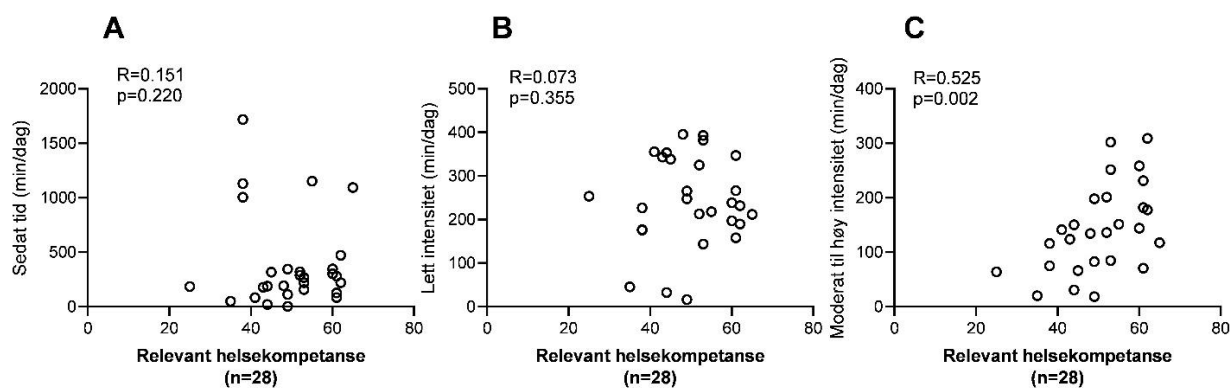 A
R=0.151
p=0.220
Sedat tid (min/dag)
2000
1500
1000
500
0
0 20 40 60 80
Relevant helsekompetanse
(n=28)
B
R=0.073
p=0.355
Lett intensitet (min/dag)
500
400
300
200
100
0
0 20 40 60 80
Relevant helsekompetanse
(n=28)
C
R=0.525
p=0.002
Moderat til høy intensitet (min/dag)
400
300
200
100
0
0 20 40 60 80
Relevant helsekompetanse
(n=28)